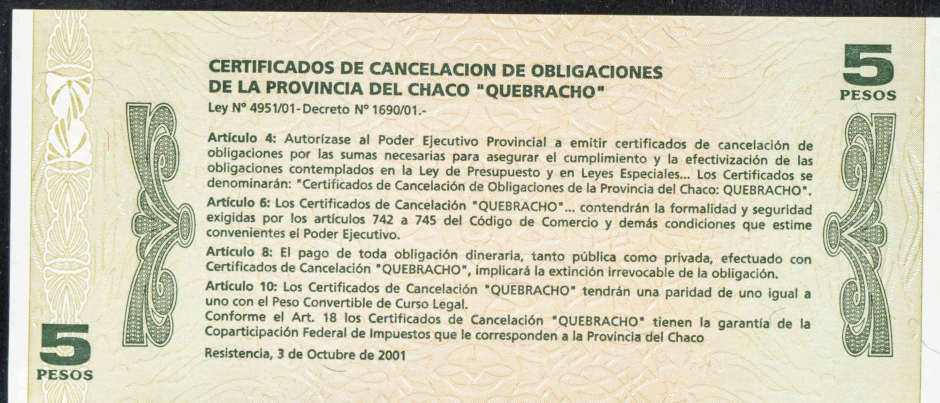 CERTIFICADOS DE CANCELACION DE OBLIGACIONES
DE LA PROVINCIA DEL CHACO "QUEBRACHO"
Ley Nº 4951/01-Decreto Nº 1690/01.-
5
PESOS
Artículo 4: Autorízase al Poder Ejecutivo Provincial a emitir certificados de cancelación de
obligaciones por las sumas necesarias para asegurar el cumplimiento y la efectivización de las
obligaciones contemplados en la Ley de Presupuesto y en Leyes Especiales... Los Certificados se
denominarán: "Certificados de Cancelación de Obligaciones de la Provincia del Chaco: QUEBRACHO".
Artículo 6: Los Certificados de Cancelación "QUEBRACHO"... contendrán la formalidad y seguridad
exigidas por los artículos 742 a 745 del Código de Comercio y demás condiciones que estime
convenientes el Poder Ejecutivo.
Artículo 8: El pago de toda obligación dineraria, tanto pública como privada, efectuado con
Certificados de Cancelación "QUEBRACHO", implicará la extinción irrevocable de la obligación.
Artículo 10: Los Certificados de Cancelación "QUEBRACHO" tendrán una paridad de uno igual a
uno con el Peso Convertible de Curso Legal.
Conforme el Art. 18 los Certificados de Cancelación "QUEBRACHO" tienen la garantía de la
Coparticipación Federal de Impuestos que le corresponden a la Provincia del Chaco
Resistencia, 3 de Octubre de 2001
5
PESOS